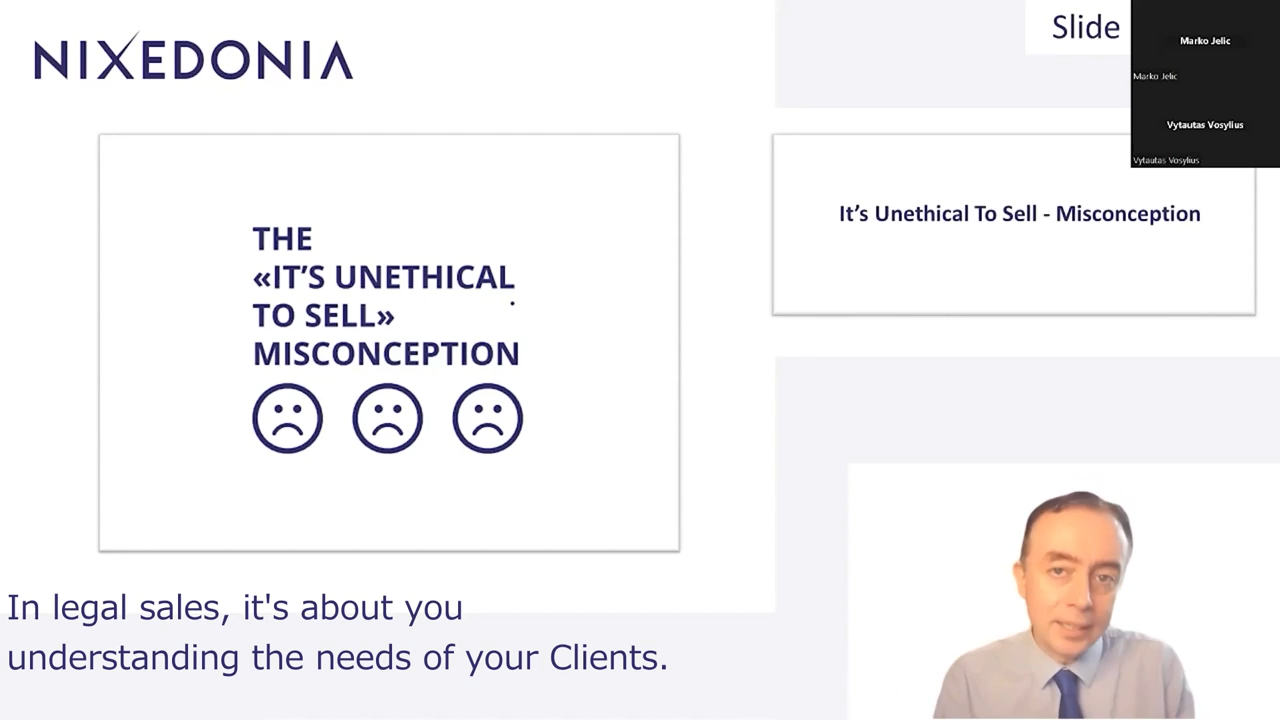 NIXEDONIA
Slide
Marko Jelic
Marko Jelic
Vytautas Vosylius
Vytautas Vosylius
THE
«IT’S UNETHICAL
TO SELL»
MISCONCEPTION
It’s Unethical To Sell - Misconception
In legal sales, it's about you
understanding the needs of your Clients.